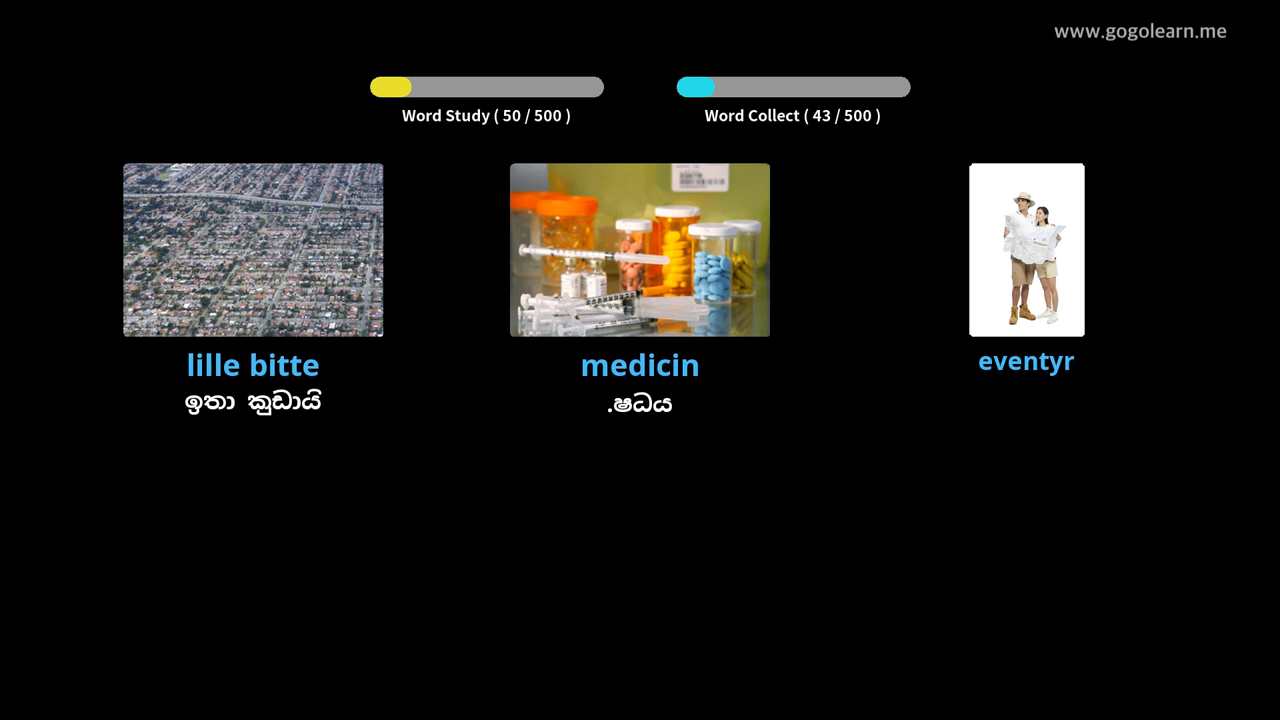 www.gogolearn.me
Word Study ( 50 / 500 )
Word Collect ( 43 / 500 )
lille bitte
ඉතා කුඩායි
medicin
.ෂධය
eventyr